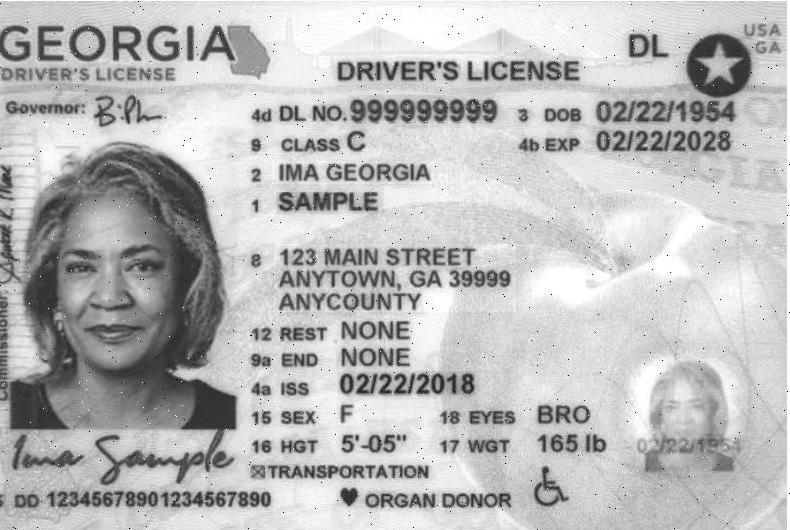 GEORGIA
DRIVER'S LICENSE
DRIVER'S LICENSE
DL
USA
GA
Governor:
4d DL NO. 999999999 3 DOB 02/22/1954
9 CLASS C 4b EXP 02/22/2028
2 IMA GEORGIA
1 SAMPLE
8 123 MAIN STREET
ANYTOWN, GA 39999
ANYCOUNTY
12 REST NONE
9a END NONE
4a ISS 02/22/2018
15 SEX F 18 EYES BRO
16 HGT 5'-05" 17 WGT 165 lb
02/22/1954
TRANSPORTATION
Ima Sample
5 DD 12345678901234567890
ORGAN DONOR
Commissioner: